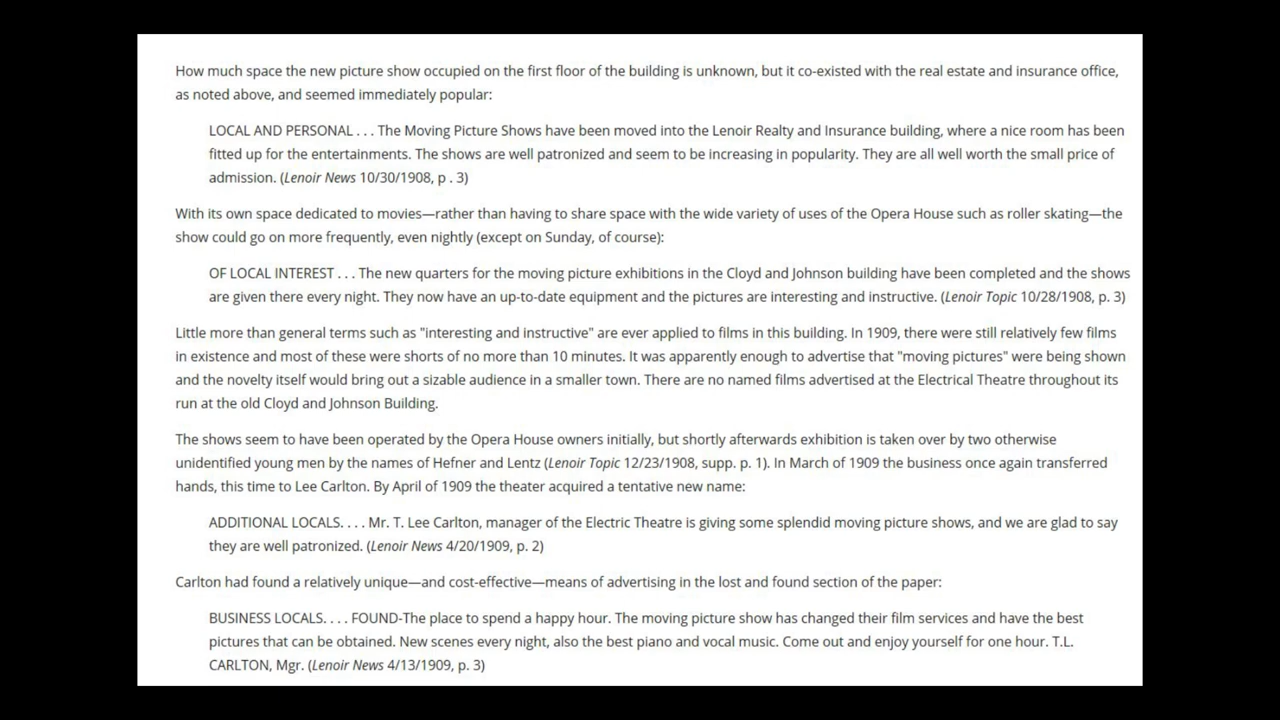 How much space the new picture show occupied on the first floor of the building is unknown, but it co-existed with the real estate and insurance office,
as noted above, and seemed immediately popular:
LOCAL AND PERSONAL . . . The Moving Picture Shows have been moved into the Lenoir Realty and Insurance building, where a nice room has been
fitted up for the entertainments. The shows are well patronized and seem to be increasing in popularity. They are all well worth the small price of
admission. (Lenoir News 10/30/1908, p . 3)
With its own space dedicated to movies—rather than having to share space with the wide variety of uses of the Opera House such as roller skating—the
show could go on more frequently, even nightly (except on Sunday, of course):
OF LOCAL INTEREST . . . The new quarters for the moving picture exhibitions in the Cloyd and Johnson building have been completed and the shows
are given there every night. They now have an up-to-date equipment and the pictures are interesting and instructive. (Lenoir Topic 10/28/1908, p. 3)
Little more than general terms such as "interesting and instructive" are ever applied to films in this building. In 1909, there were still relatively few films
in existence and most of these were shorts of no more than 10 minutes. It was apparently enough to advertise that "moving pictures" were being shown
and the novelty itself would bring out a sizable audience in a smaller town. There are no named films advertised at the Electrical Theatre throughout its
run at the old Cloyd and Johnson Building.
The shows seem to have been operated by the Opera House owners initially, but shortly afterwards exhibition is taken over by two otherwise
unidentified young men by the names of Hefner and Lentz (Lenoir Topic 12/23/1908, supp. p. 1). In March of 1909 the business once again transferred
hands, this time to Lee Carlton. By April of 1909 the theater acquired a tentative new name:
ADDITIONAL LOCALS. . . . Mr. T. Lee Carlton, manager of the Electric Theatre is giving some splendid moving picture shows, and we are glad to say
they are well patronized. (Lenoir News 4/20/1909, p. 2)
Carlton had found a relatively unique—and cost-effective—means of advertising in the lost and found section of the paper:
BUSINESS LOCALS. . . . FOUND-The place to spend a happy hour. The moving picture show has changed their film services and have the best
pictures that can be obtained. New scenes every night, also the best piano and vocal music. Come out and enjoy yourself for one hour. T.L.
CARLTON, Mgr. (Lenoir News 4/13/1909, p. 3)